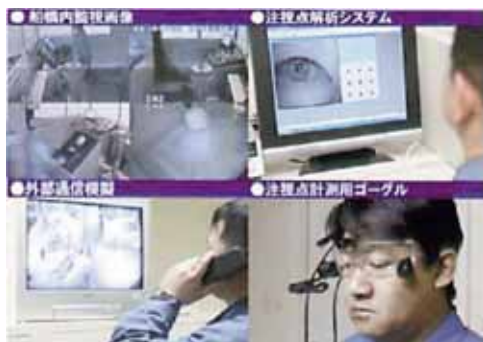 ●船橋内監視画像
●注視点解析システム
●外部通信模擬
●注視点計測用ゴーグル